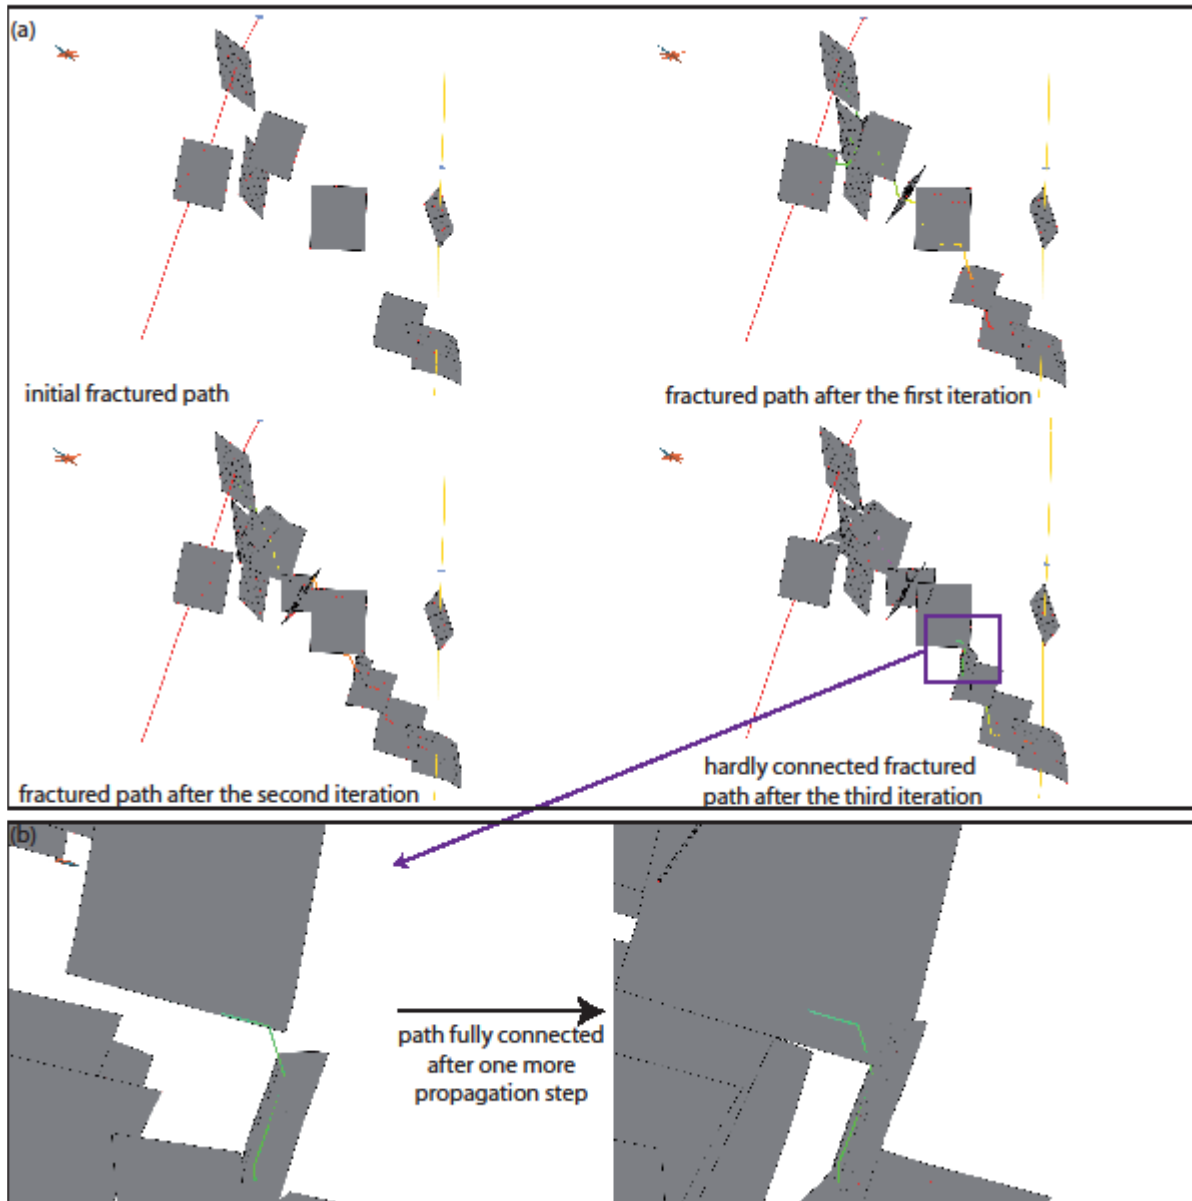 (a)
initial fractured path
fractured path after the first iteration
fractured path after the second iteration
hardly connected fractured
path after the third iteration
(b)
path fully connected
after one more
propagation step